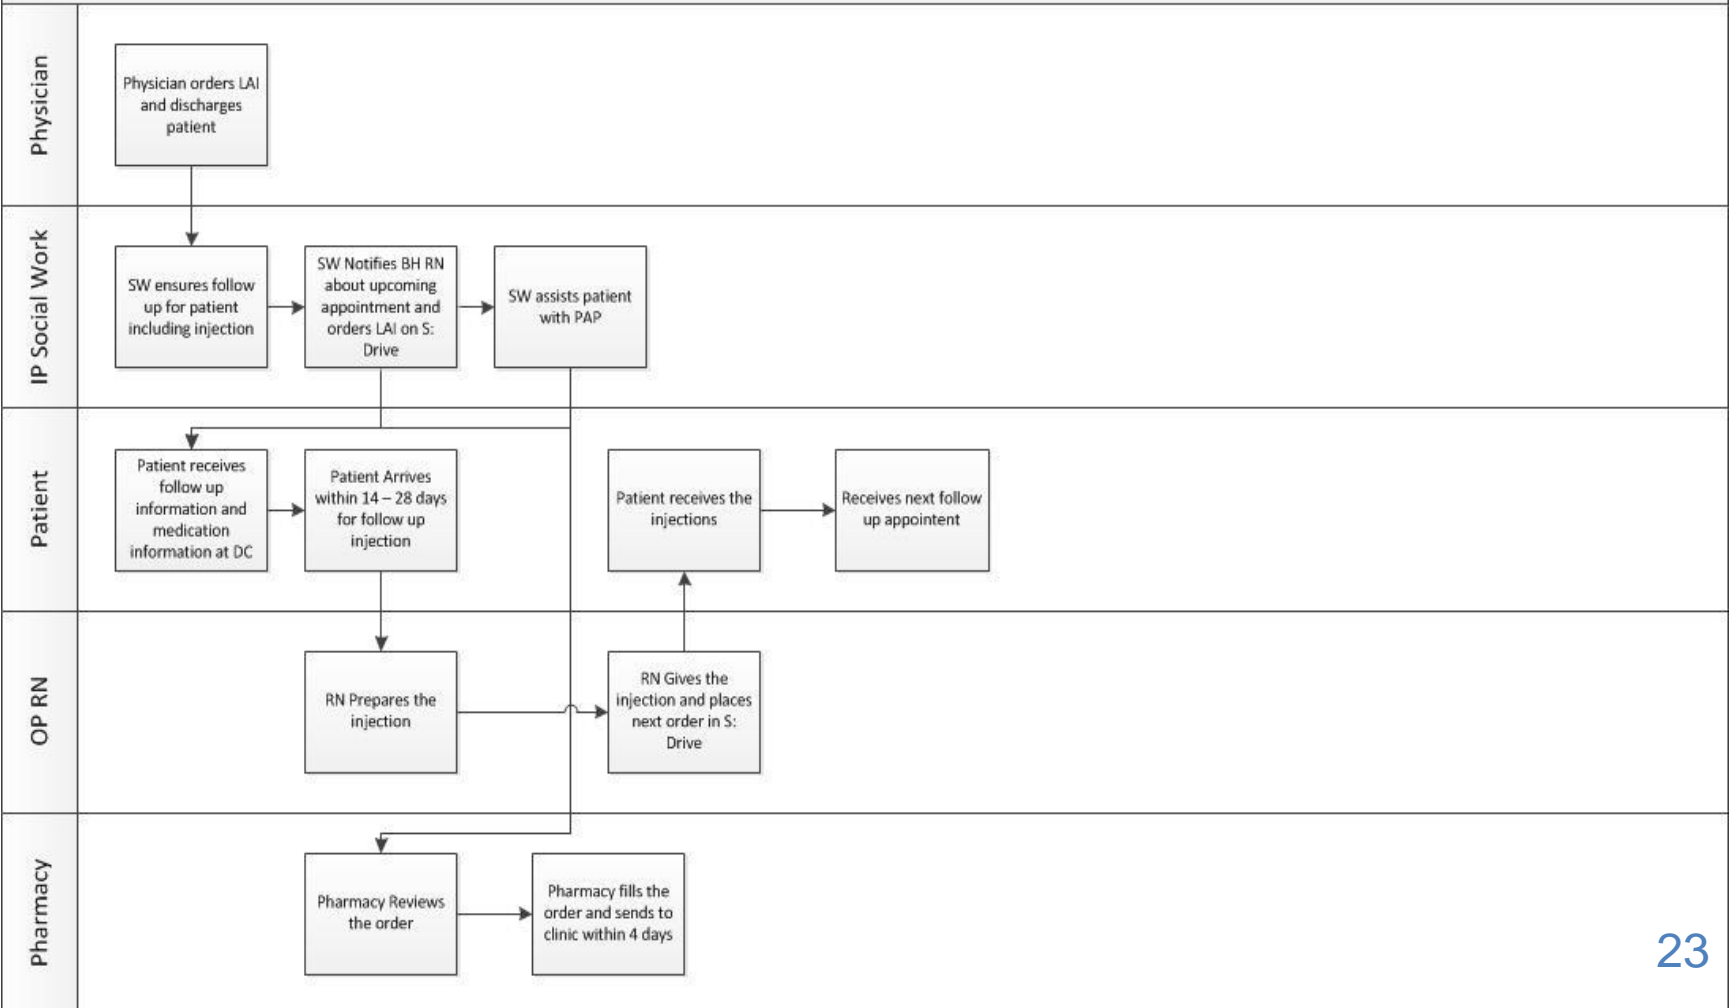 Physician
Physician orders LAI
and discharges
patient
IP Social Work
SW ensures follow
up for patient
including injection
SW Notifies BH RN
about upcoming
appointment and
orders LAI on S:
Drive
SW assists patient
with PAP
Patient
Patient receives
follow up
information and
medication
information at DC
Patient Arrives
within 14 – 28 days
for follow up
injection
Patient receives the
injections
Receives next follow
up appointent
OP RN
RN Prepares the
injection
RN Gives the
injection and places
next order in S:
Drive
Pharmacy
Pharmacy Reviews
the order
Pharmacy fills the
order and sends to
clinic within 4 days
23